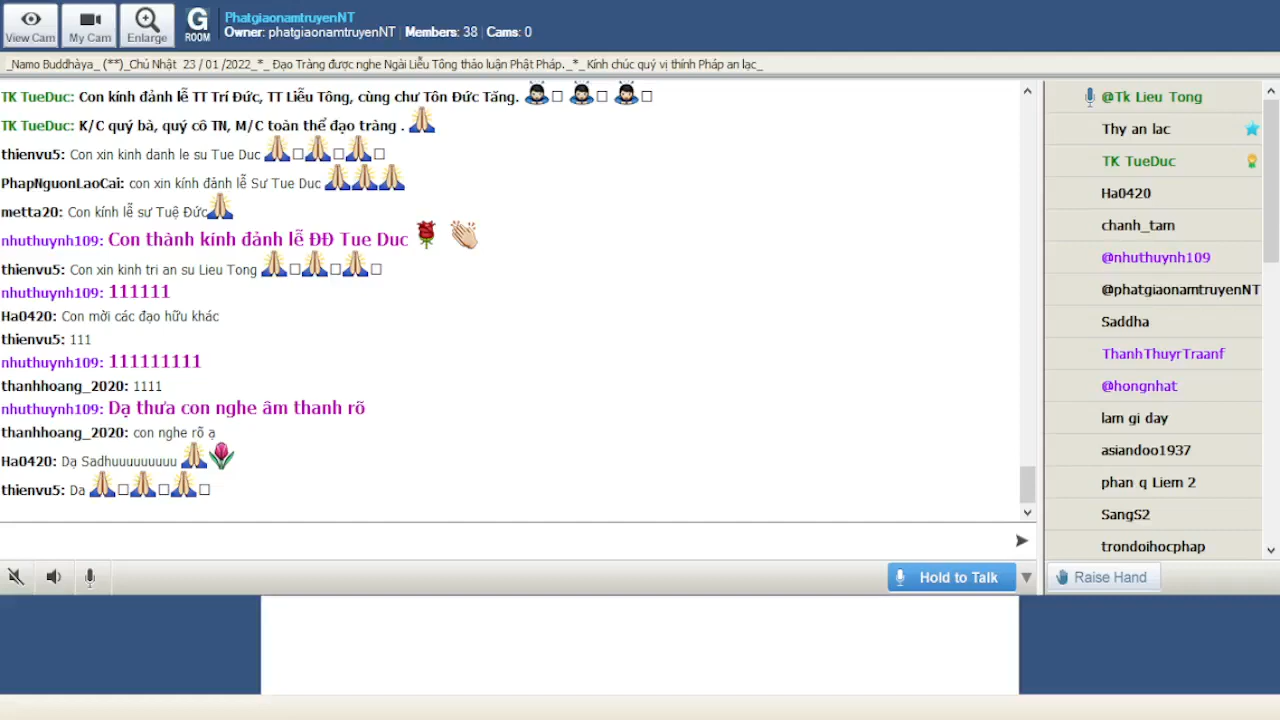 View Cam
My Cam
Enlarge
G ROOM
PhatgiaonamtruyenNT
Owner: phatgiaonamtruyenNT | Members: 38 | Cams: 0
_Namo Buddhàya_ (**)_Chủ Nhật 23 / 01 /2022_*_ Đạo Tràng được nghe Ngài Liễu Tông thảo luận Phật Pháp._*_Kính chúc quý vị thính Pháp an lạc_
TK TueDuc: Con kính đảnh lễ TT Trí Đức, TT Liễu Tông, cùng chư Tôn Đức Tăng.
TK TueDuc: K/C quý bà, quý cô TN, M/C toàn thể đạo tràng .
thienvu5: Con xin kinh danh le su Tue Duc
PhapNguonLaoCai: con xin kính đảnh lễ Sư Tue Duc
metta20: Con kính lễ sư Tuệ Đức
nhuthuynh109: Con thành kính đảnh lễ ĐĐ Tue Duc
thienvu5: Con xin kinh tri an su Lieu Tong
nhuthuynh109: 111111
Ha0420: Con mời các đạo hữu khác
thienvu5: 111
nhuthuynh109: 111111111
thanhhoang_2020: 1111
nhuthuynh109: Dạ thưa con nghe âm thanh rõ
thanhhoang_2020: con nghe rõ ạ
Ha0420: Dạ Sadhuuuuuuuuu
thienvu5: Da
Hold to Talk
@Tk Lieu Tong
Thy an lac
TK TueDuc
Ha0420
chanh_tam
@nhuthuynh109
@phatgiaonamtruyenNT
Saddha
ThanhThuyrTraanf
@hongnhat
lam gi day
asiandoo1937
phan q Liem 2
SangS2
trondoihocphap
Raise Hand